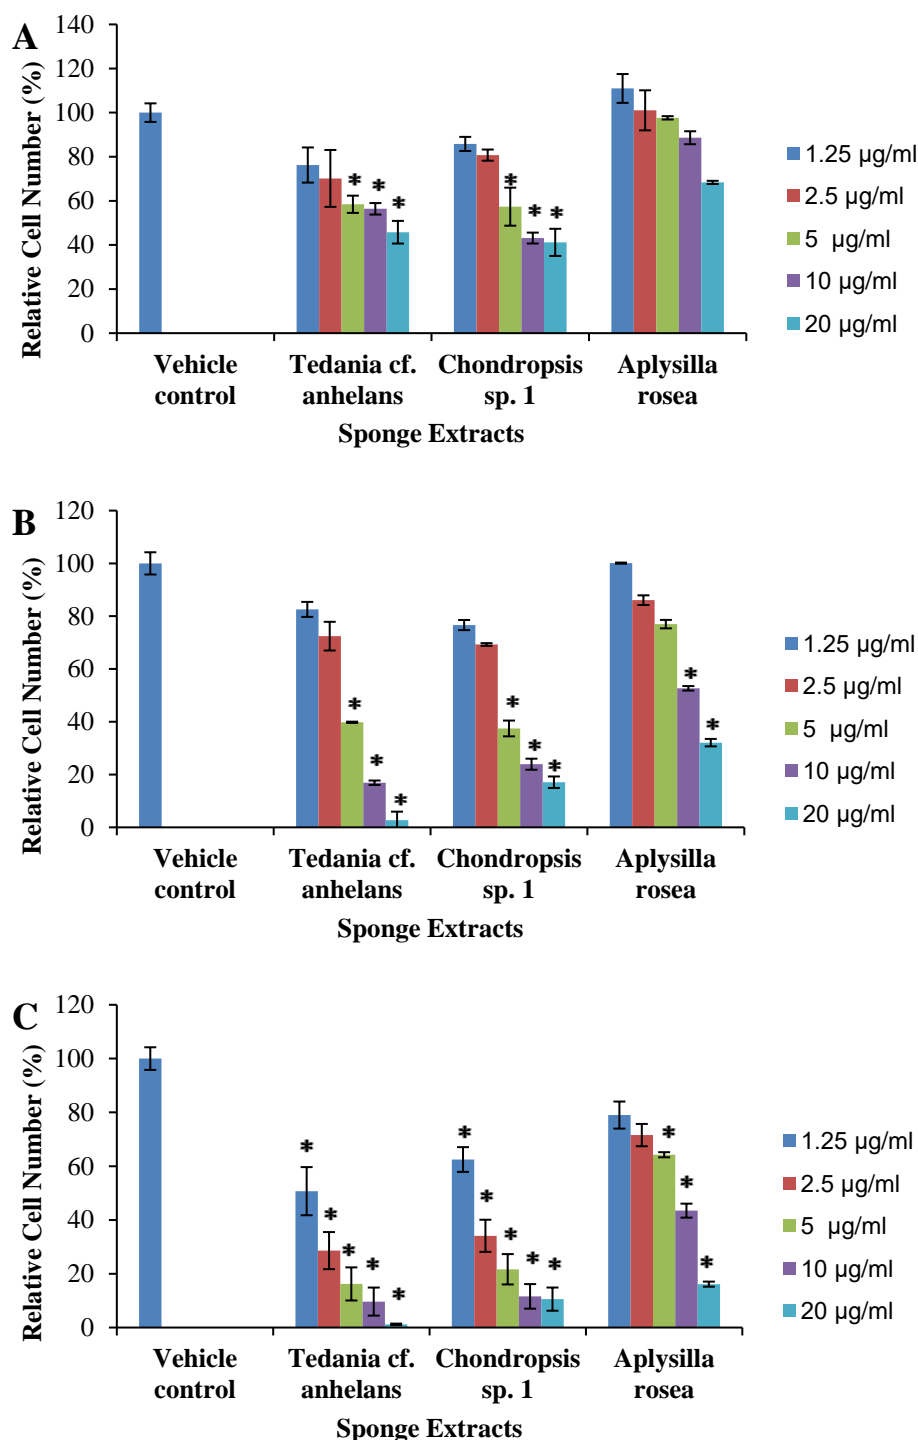 A
Relative Cell Number (%)
140
120
100
80
60
40
20
0
* * *
* * *
Vehicle control
Tedania cf. anhelans
Chondropsis sp. 1
Aplysilla rosea
Sponge Extracts
1.25 µg/ml
2.5 µg/ml
5 µg/ml
10 µg/ml
20 µg/ml
B
Relative Cell Number (%)
120
100
80
60
40
20
0
* * *
* * *
* *
Vehicle control
Tedania cf. anhelans
Chondropsis sp. 1
Aplysilla rosea
Sponge Extracts
1.25 µg/ml
2.5 µg/ml
5 µg/ml
10 µg/ml
20 µg/ml
C
Relative Cell Number (%)
120
100
80
60
40
20
0
* * * * *
* * * * *
* * *
Vehicle control
Tedania cf. anhelans
Chondropsis sp. 1
Aplysilla rosea
Sponge Extracts
1.25 µg/ml
2.5 µg/ml
5 µg/ml
10 µg/ml
20 µg/ml